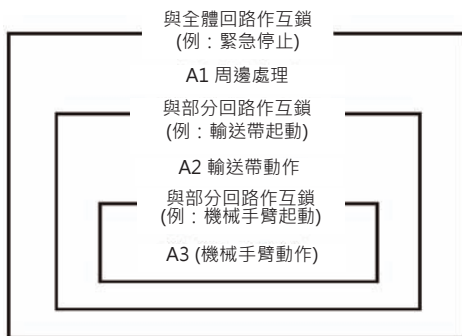 與全體回路作互鎖
(例：緊急停止)
A1 周邊處理
與部分回路作互鎖
(例：輸送帶起動)
A2 輸送帶動作
與部分回路作互鎖
(例：機械手臂起動)
A3 (機械手臂動作)